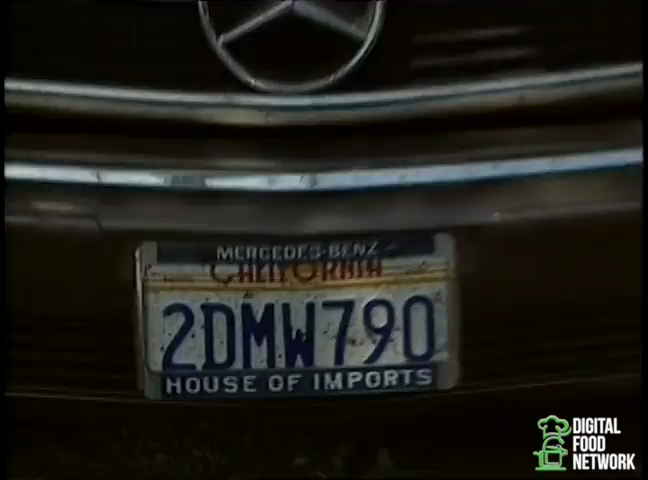 MERCEDES-BENZ
CALIFORNIA
2DMW790
HOUSE OF IMPORTS
DIGITAL
FOOD
NETWORK